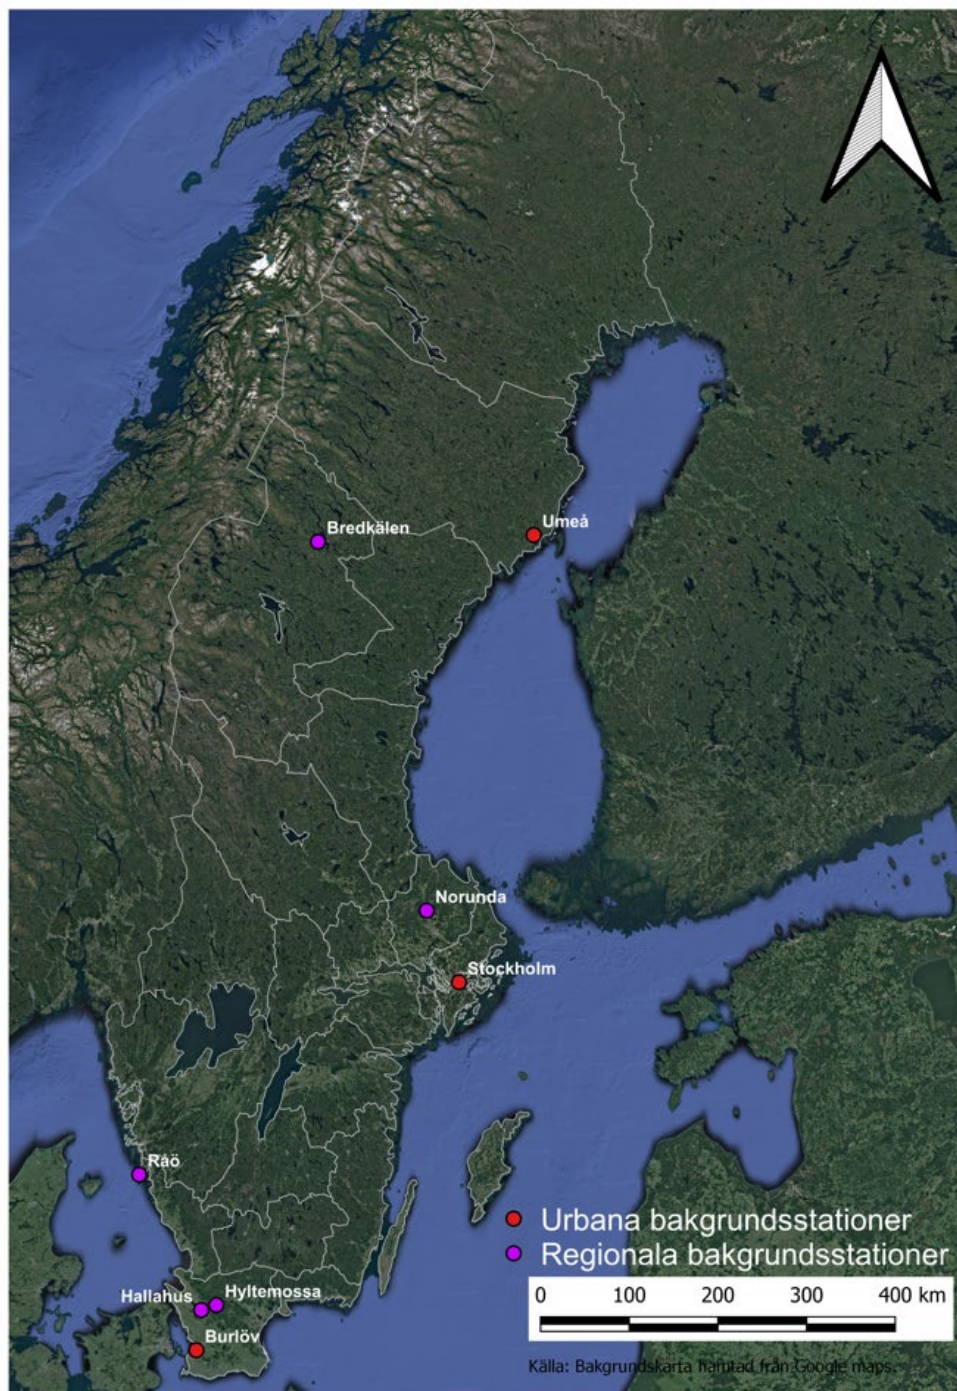 Bredkälen
Umeå
Norunda
Stockholm
Råö
Urbana bakgrundsstationer
Regionala bakgrundsstationer
Hallahus
Hyltemossa
Burlöv
0 100 200 300 400 km
Källa: Bakgrundskarta hämtad från Google maps.